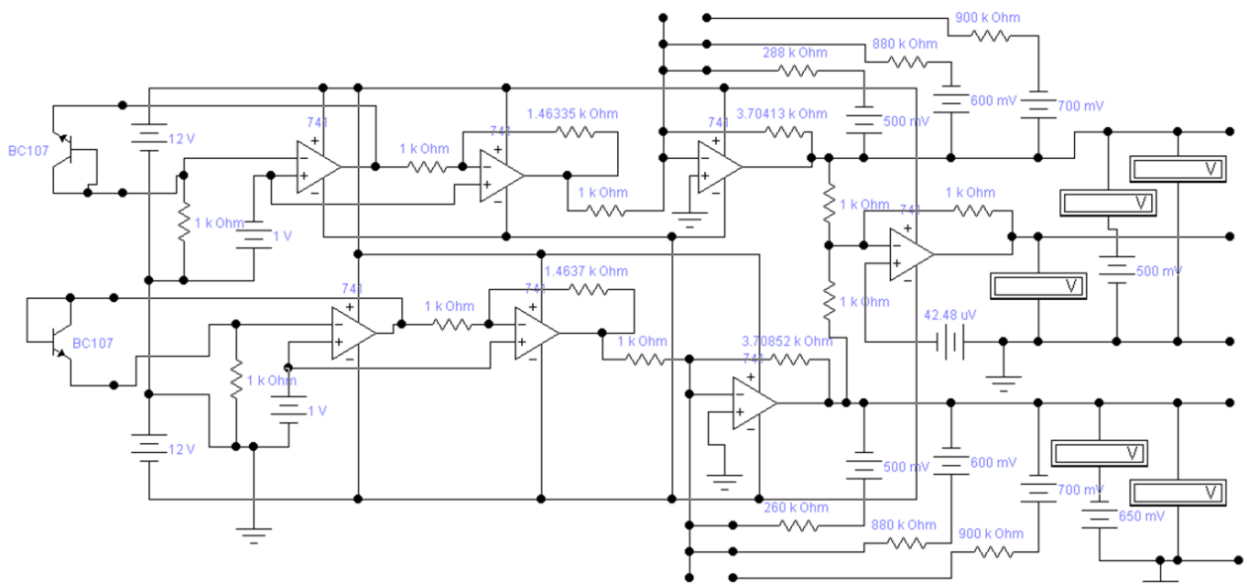 900 k Ohm
880 k Ohm
288 k Ohm
600 mV
700 mV
500 mV
12 V
741
1.46335 k Ohm
741
3.70413 k Ohm
741
BC107
1 k Ohm
1 k Ohm
1 V
1 k Ohm
1 k Ohm
1 k Ohm
741
V
V
500 mV
V
1 k Ohm
42.48 uV
741
1.4637 k Ohm
741
1 k Ohm
BC107
1 k Ohm
1 V
1 k Ohm
3.70852 k Ohm
741
12 V
500 mV
600 mV
700 mV
V
V
650 mV
260 k Ohm
880 k Ohm
900 k Ohm